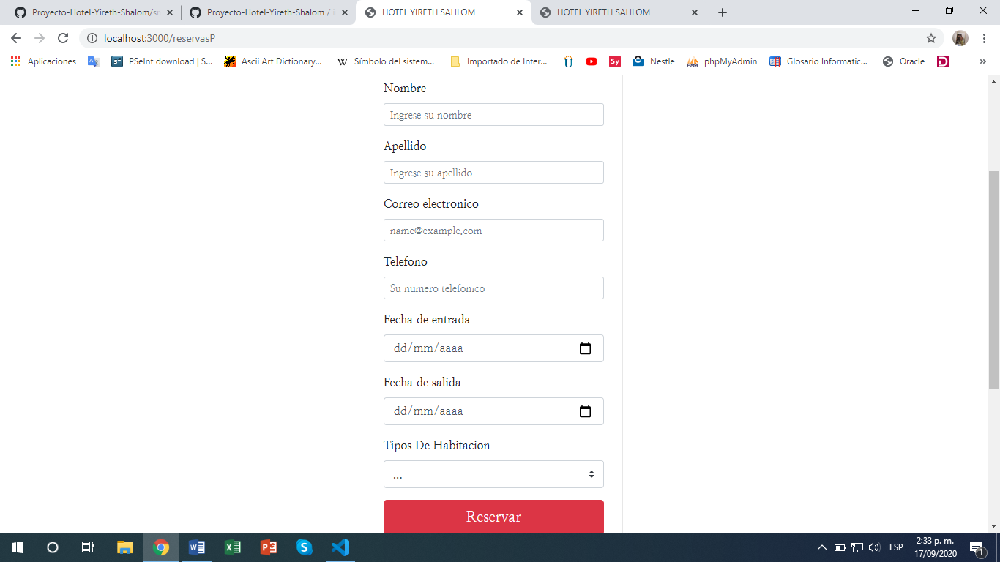 Proyecto-Hotel-Yireth-Shalom/sr
Proyecto-Hotel-Yireth-Shalom /
HOTEL YIRETH SAHLOM
HOTEL YIRETH SAHLOM
localhost:3000/reservasP
Aplicaciones
PSeInt download | S...
Ascii Art Dictionary...
Símbolo del sistem...
Importado de Inter...
Nestle
phpMyAdmin
Glosario Informatic...
Oracle
»
Nombre
Ingrese su nombre
Apellido
Ingrese su apellido
Correo electronico
name@example.com
Telefono
Su numero telefonico
Fecha de entrada
dd/mm/aaaa
Fecha de salida
dd/mm/aaaa
Tipos De Habitacion
...
Reservar
ESP
2:33 p. m.
17/09/2020
1